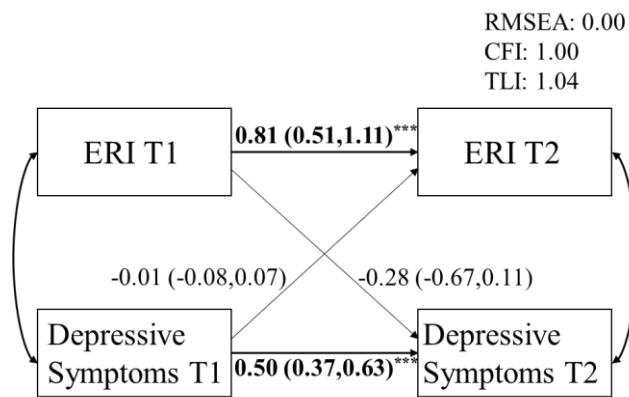 RMSEA: 0.00
CFI: 1.00
TLI: 1.04
0.81 (0.51,1.11)***
ERI T1
ERI T2
-0.01 (-0.08,0.07)
-0.28 (-0.67,0.11)
Depressive
Symptoms T1
Depressive
Symptoms T2
0.50 (0.37,0.63)***